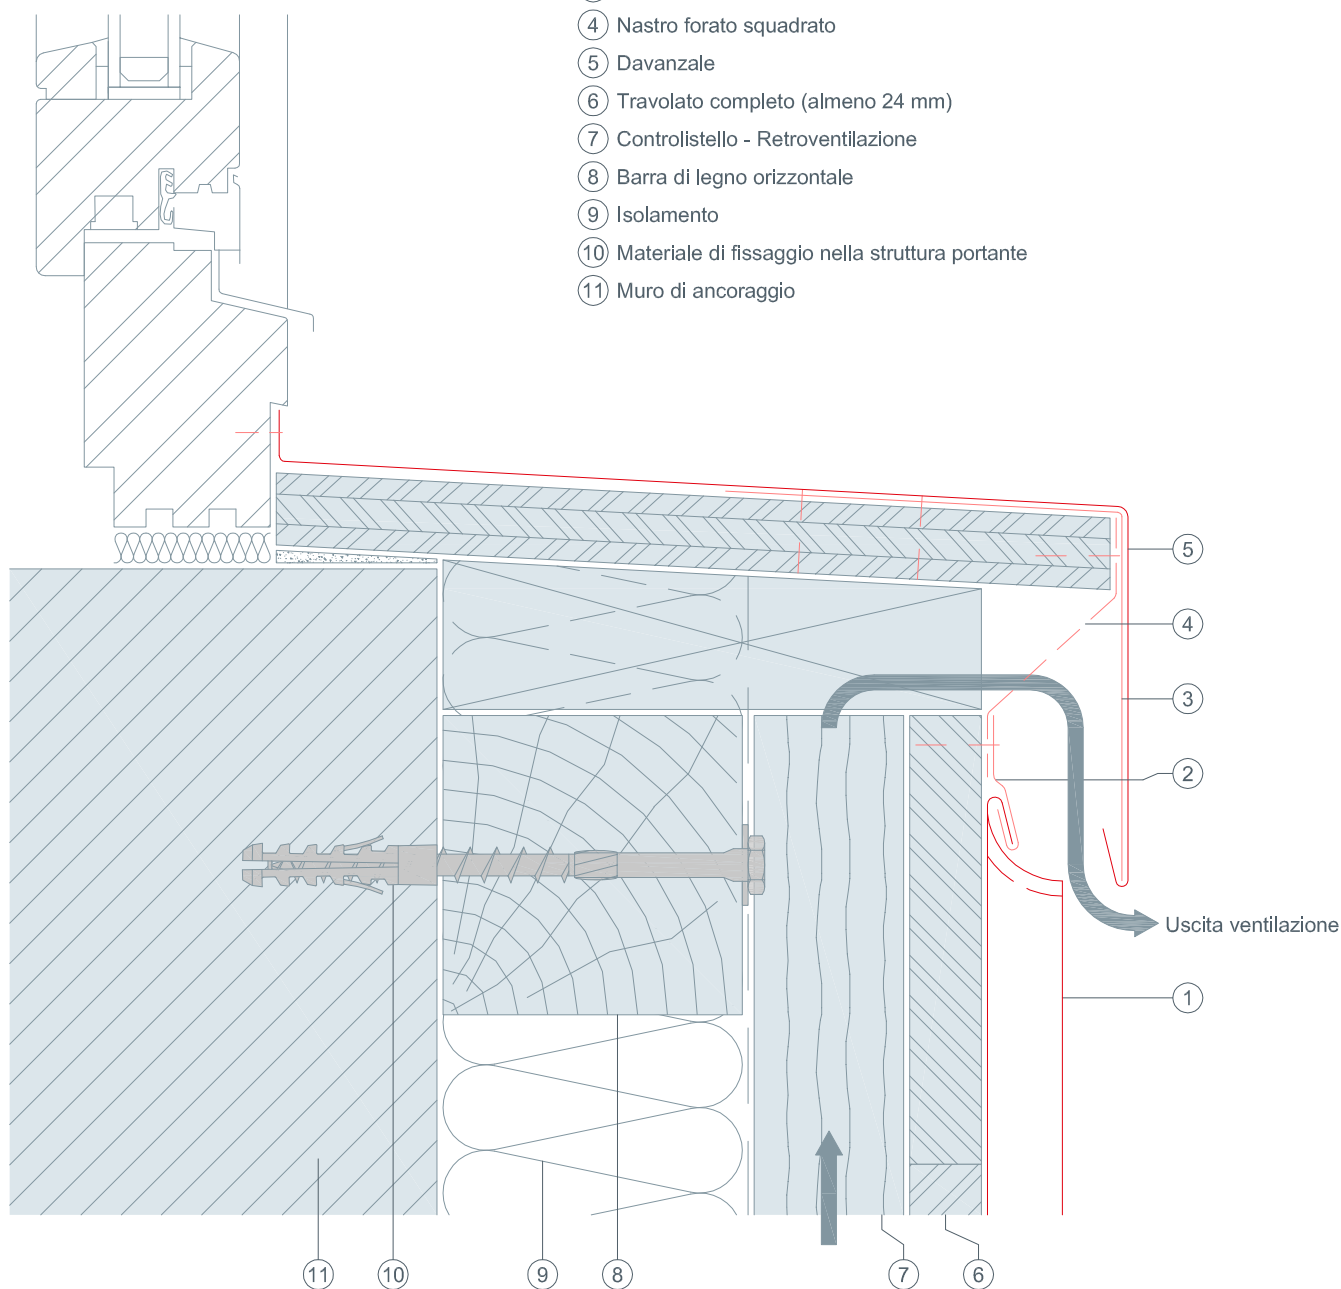 4 Nastro forato squadrato
5 Davanzale
6 Travolato completo (almeno 24 mm)
7 Controlistello - Retroventilazione
8 Barra di legno orizzontale
9 Isolamento
10 Materiale di fissaggio nella struttura portante
11 Muro di ancoraggio
5
4
3
2
Uscita ventilazione
1
11 10 9 8 7 6